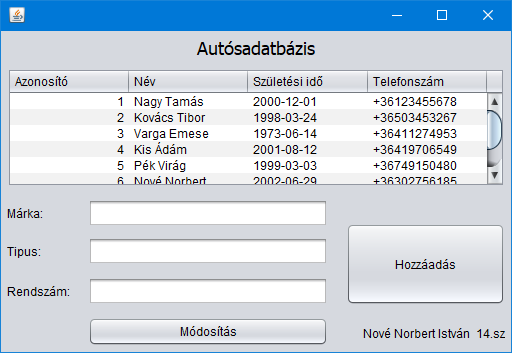 Autósadatbázis
Azonosító Név Születési idő Telefonszám
1 Nagy Tamás 2000-12-01 +36123455678
2 Kovács Tibor 1998-03-24 +36503453267
3 Varga Emese 1973-06-14 +36411274953
4 Kis Ádám 2001-08-12 +36419706549
5 Pék Virág 1999-03-03 +36749150480
6 Nové Norbert 2002-06-29 +36302756185
Márka:
Tipus:
Rendszám:
Hozzáadás
Módosítás
Nové Norbert István 14.sz